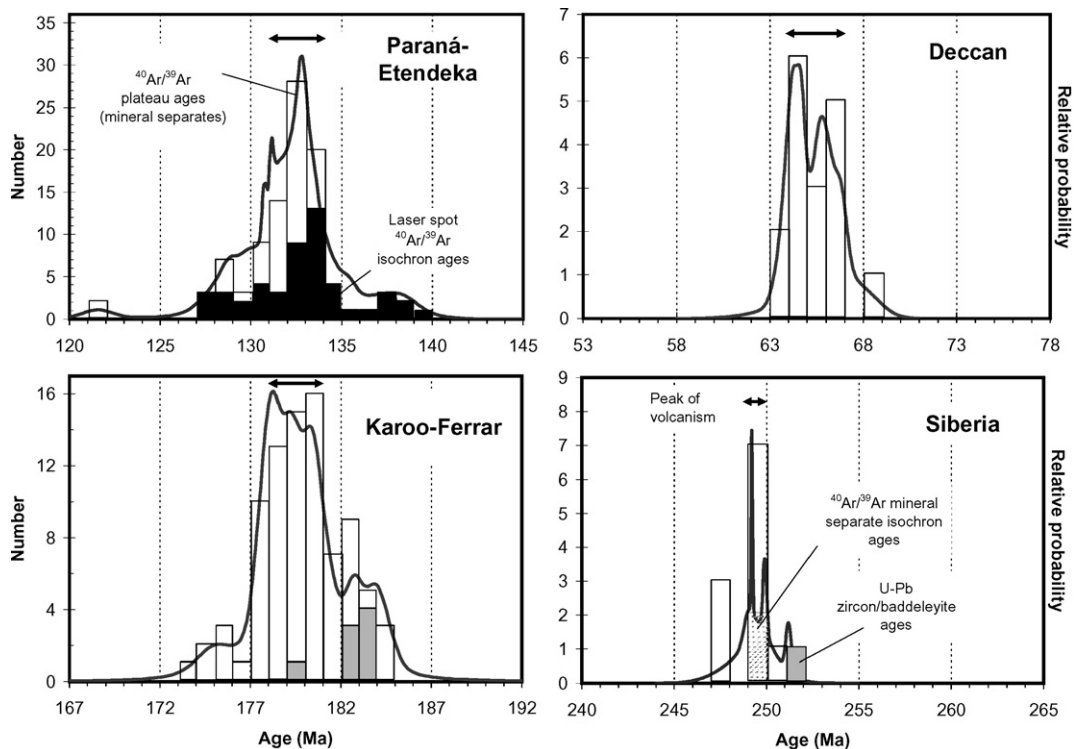 Paraná-
Etendeka
40Ar/39Ar
plateau ages
(mineral separates)
Laser spot
40Ar/39Ar
isochron ages
Number
36
30
25
20
15
10
5
0
120
125
130
135
140
145
Deccan
7
6
5
4
3
2
1
0
53
58
63
68
73
78
Relative probability
Karoo-Ferrar
Number
16
12
8
4
0
167
172
177
182
187
192
Age (Ma)
Siberia
Peak of
volcanism
40Ar/39Ar mineral
separate isochron
ages
U-Pb
zircon/baddeleyite
ages
9
8
7
6
5
4
3
2
1
0
240
245
250
255
260
265
Age (Ma)
Relative probability